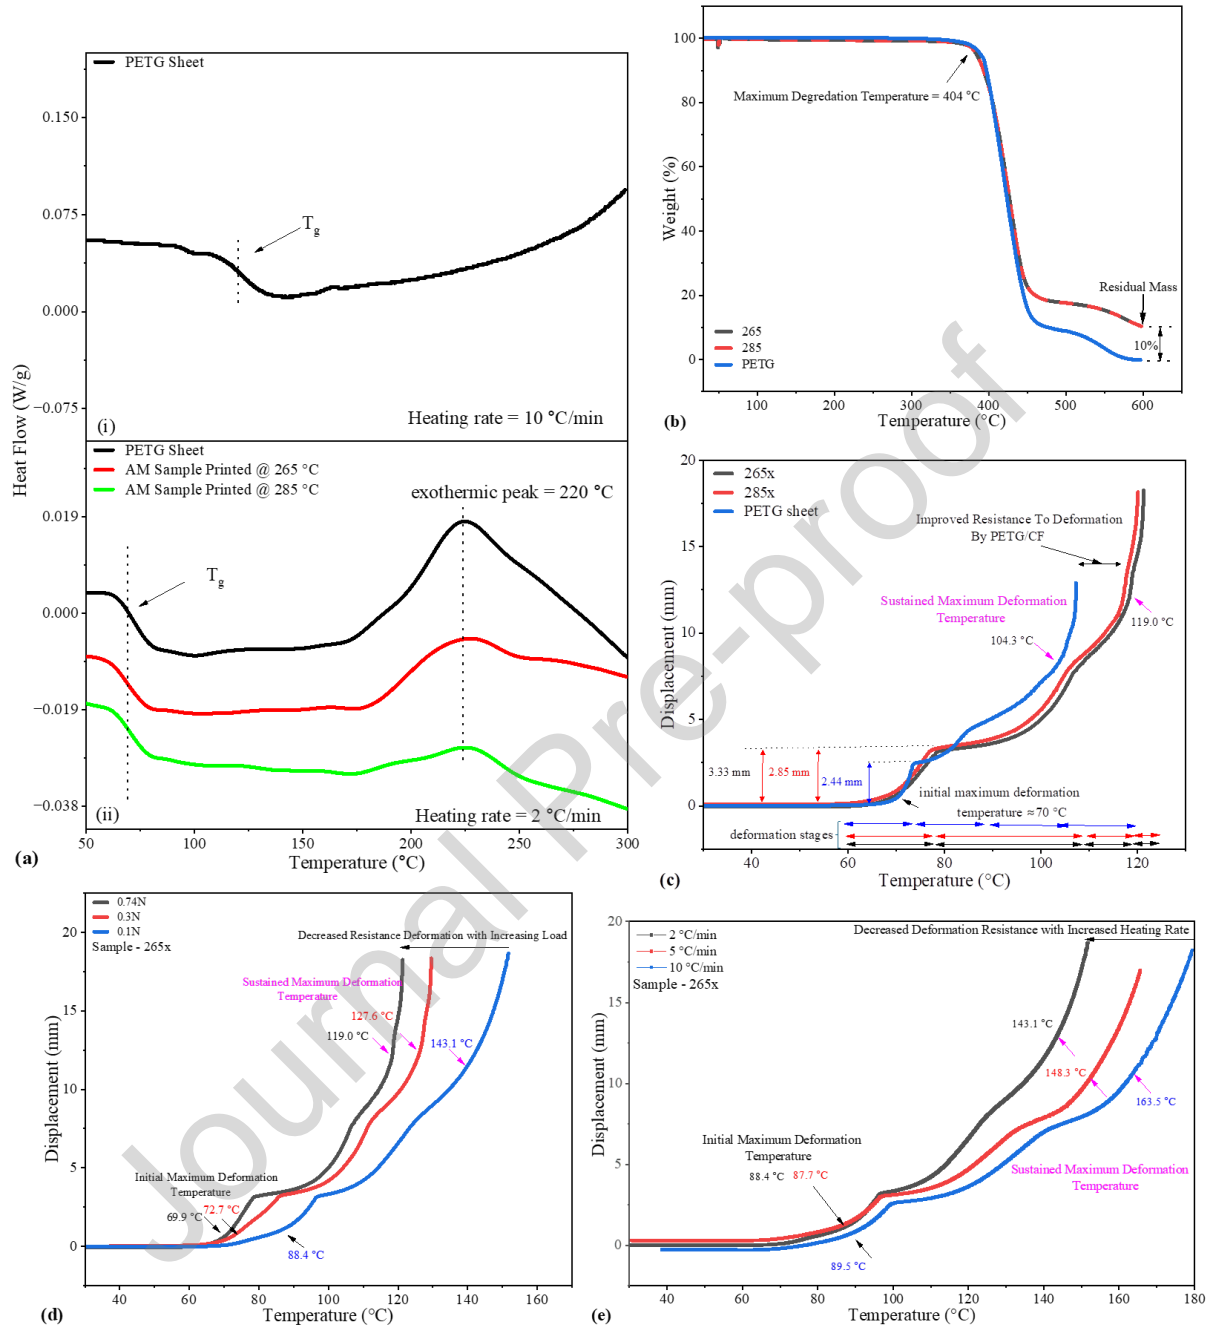 PETG Sheet
0.150
0.075
0.000
−0.075
T_g
(i)
Heating rate = 10 °C/min
Heat Flow (W/g)
PETG Sheet
AM Sample Printed @ 265 °C
AM Sample Printed @ 285 °C
exothermic peak = 220 °C
0.019
0.000
−0.019
−0.038
T_g
(ii)
Heating rate = 2 °C/min
50 100 150 200 250 300
Temperature (°C)
(a)
100
80
60
40
20
0
Weight (%)
Maximum Degredation Temperature = 404 °C
Residual Mass
10%
265
285
PETG
100 200 300 400 500 600
Temperature (°C)
(b)
20
15
10
5
0
Displacement (mm)
265x
285x
PETG sheet
Improved Resistance To Deformation
By PETG/CF
Sustained Maximum Deformation
Temperature
104.3 °C
119.0 °C
3.33 mm
2.85 mm
2.44 mm
initial maximum deformation
temperature ≈70 °C
deformation stages
40 60 80 100 120
Temperature (°C)
(c)
0.74N
0.3N
0.1N
Sample - 265x
20
15
10
5
0
Displacement (mm)
Decreased Resistance Deformation with Increasing Load
Sustained Maximum Deformation
Temperature
127.6 °C
119.0 °C
143.1 °C
Initial Maximum Deformation
Temperature
72.7 °C
69.9 °C
88.4 °C
40 60 80 100 120 140 160
Temperature (°C)
(d)
2 °C/min
5 °C/min
10 °C/min
Sample - 265x
20
15
10
5
0
Displacement (mm)
Decreased Deformation Resistance with Increased Heating Rate
143.1 °C
148.3 °C
163.5 °C
Initial Maximum Deformation
Temperature
88.4 °C 87.7 °C
Sustained Maximum Deformation
Temperature
89.5 °C
30 40 60 80 100 120 140 160 180
Temperature (°C)
(e)
Journal Pre-proof